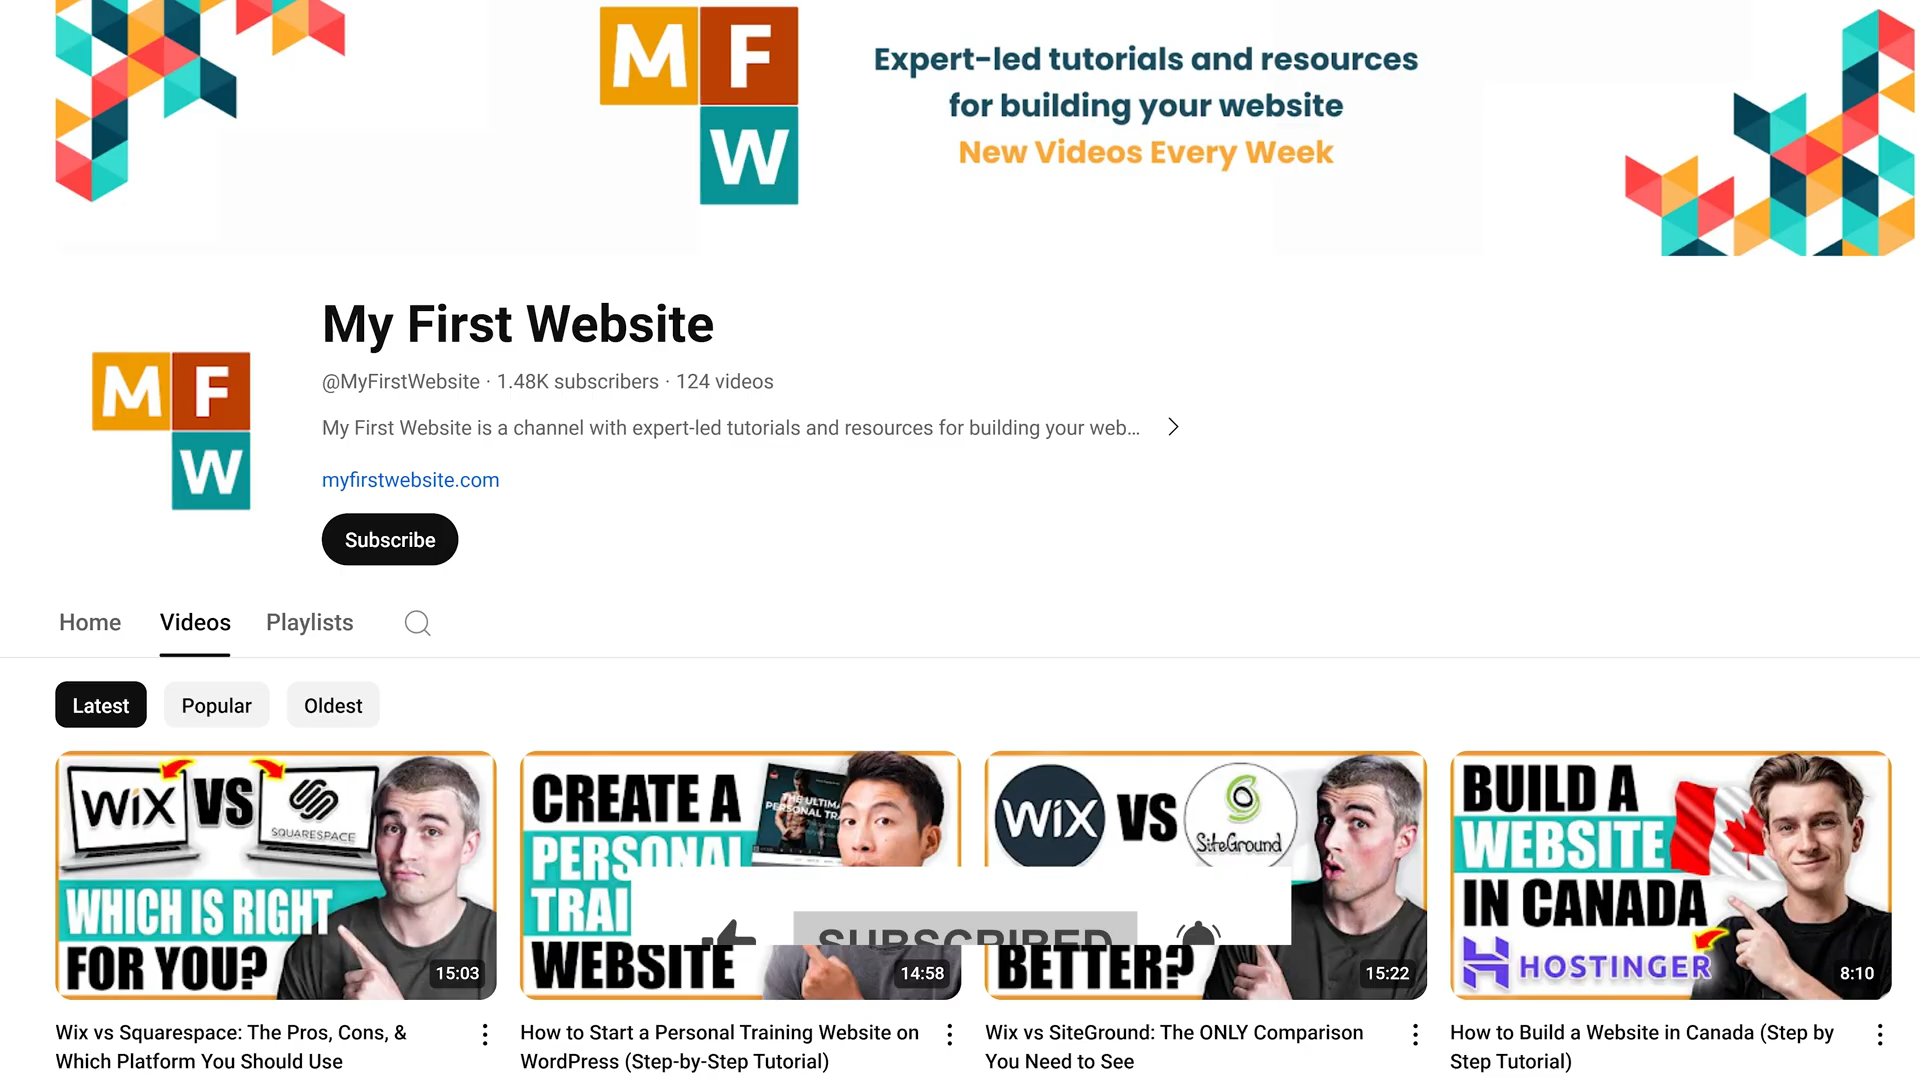 M F
W
Expert-led tutorials and resources
for building your website
New Videos Every Week
My First Website
@MyFirstWebsite · 1.48K subscribers · 124 videos
My First Website is a channel with expert-led tutorials and resources for building your web...
myfirstwebsite.com
M F
W
Subscribe
Home Videos Playlists
Latest Popular Oldest
WiX VS SQUARESPACE
WHICH IS RIGHT
FOR YOU?
15:03
CREATE A
PERSONAL
TRAI
WEBSITE
14:58
WiX VS SiteGround
BETTER?
15:22
BUILD A
WEBSITE
IN CANADA
HOSTINGER
8:10
SUBSCRIBED
Wix vs Squarespace: The Pros, Cons, &
Which Platform You Should Use
How to Start a Personal Training Website on
WordPress (Step-by-Step Tutorial)
Wix vs SiteGround: The ONLY Comparison
You Need to See
How to Build a Website in Canada (Step by
Step Tutorial)